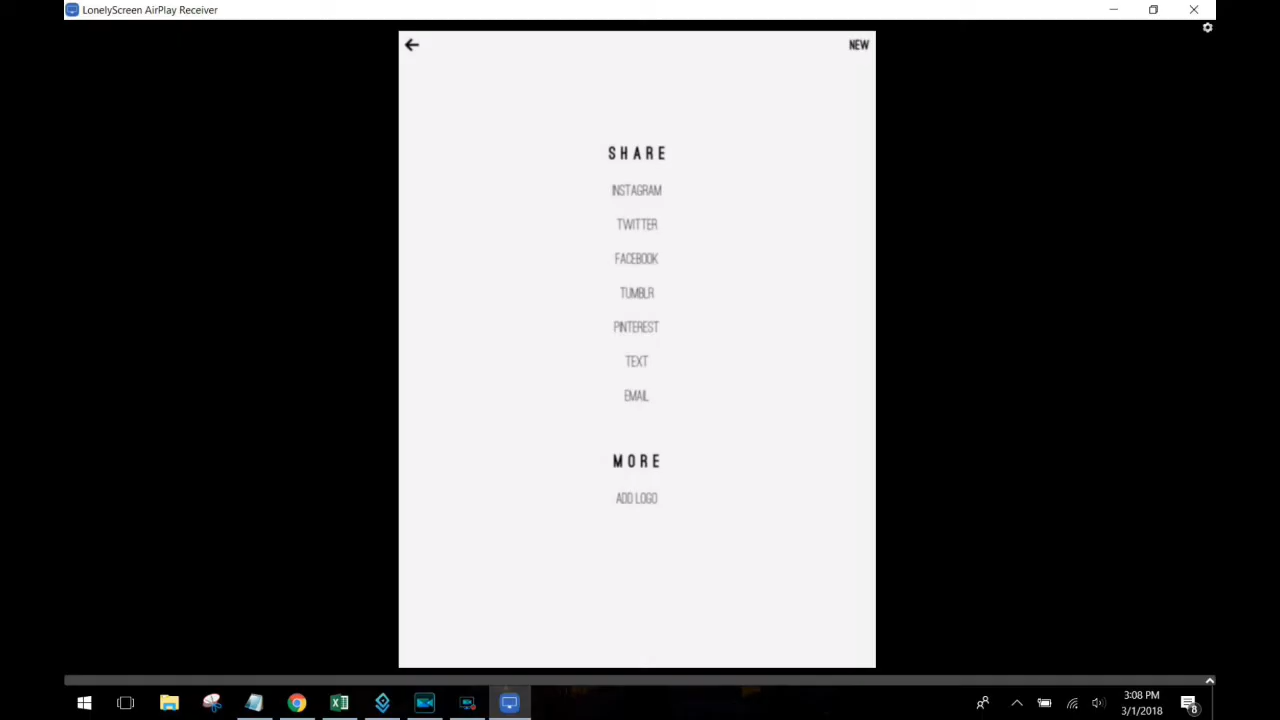 LonelyScreen AirPlay Receiver
NEW
SHARE
INSTAGRAM
TWITTER
FACEBOOK
TUMBLR
PINTEREST
TEXT
EMAIL
MORE
ADD LOGO
3:08 PM
3/1/2018
8